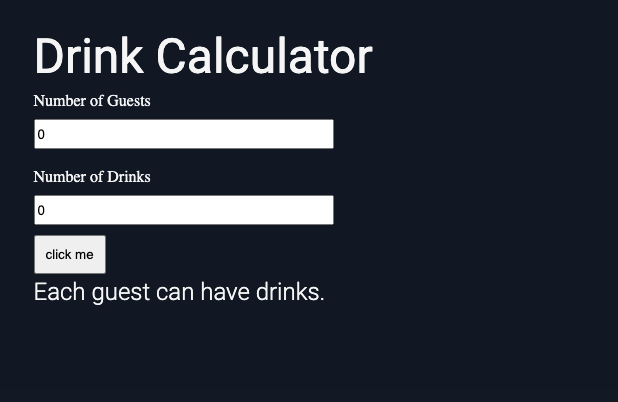 Drink Calculator
Number of Guests
0
Number of Drinks
0
click me
Each guest can have drinks.